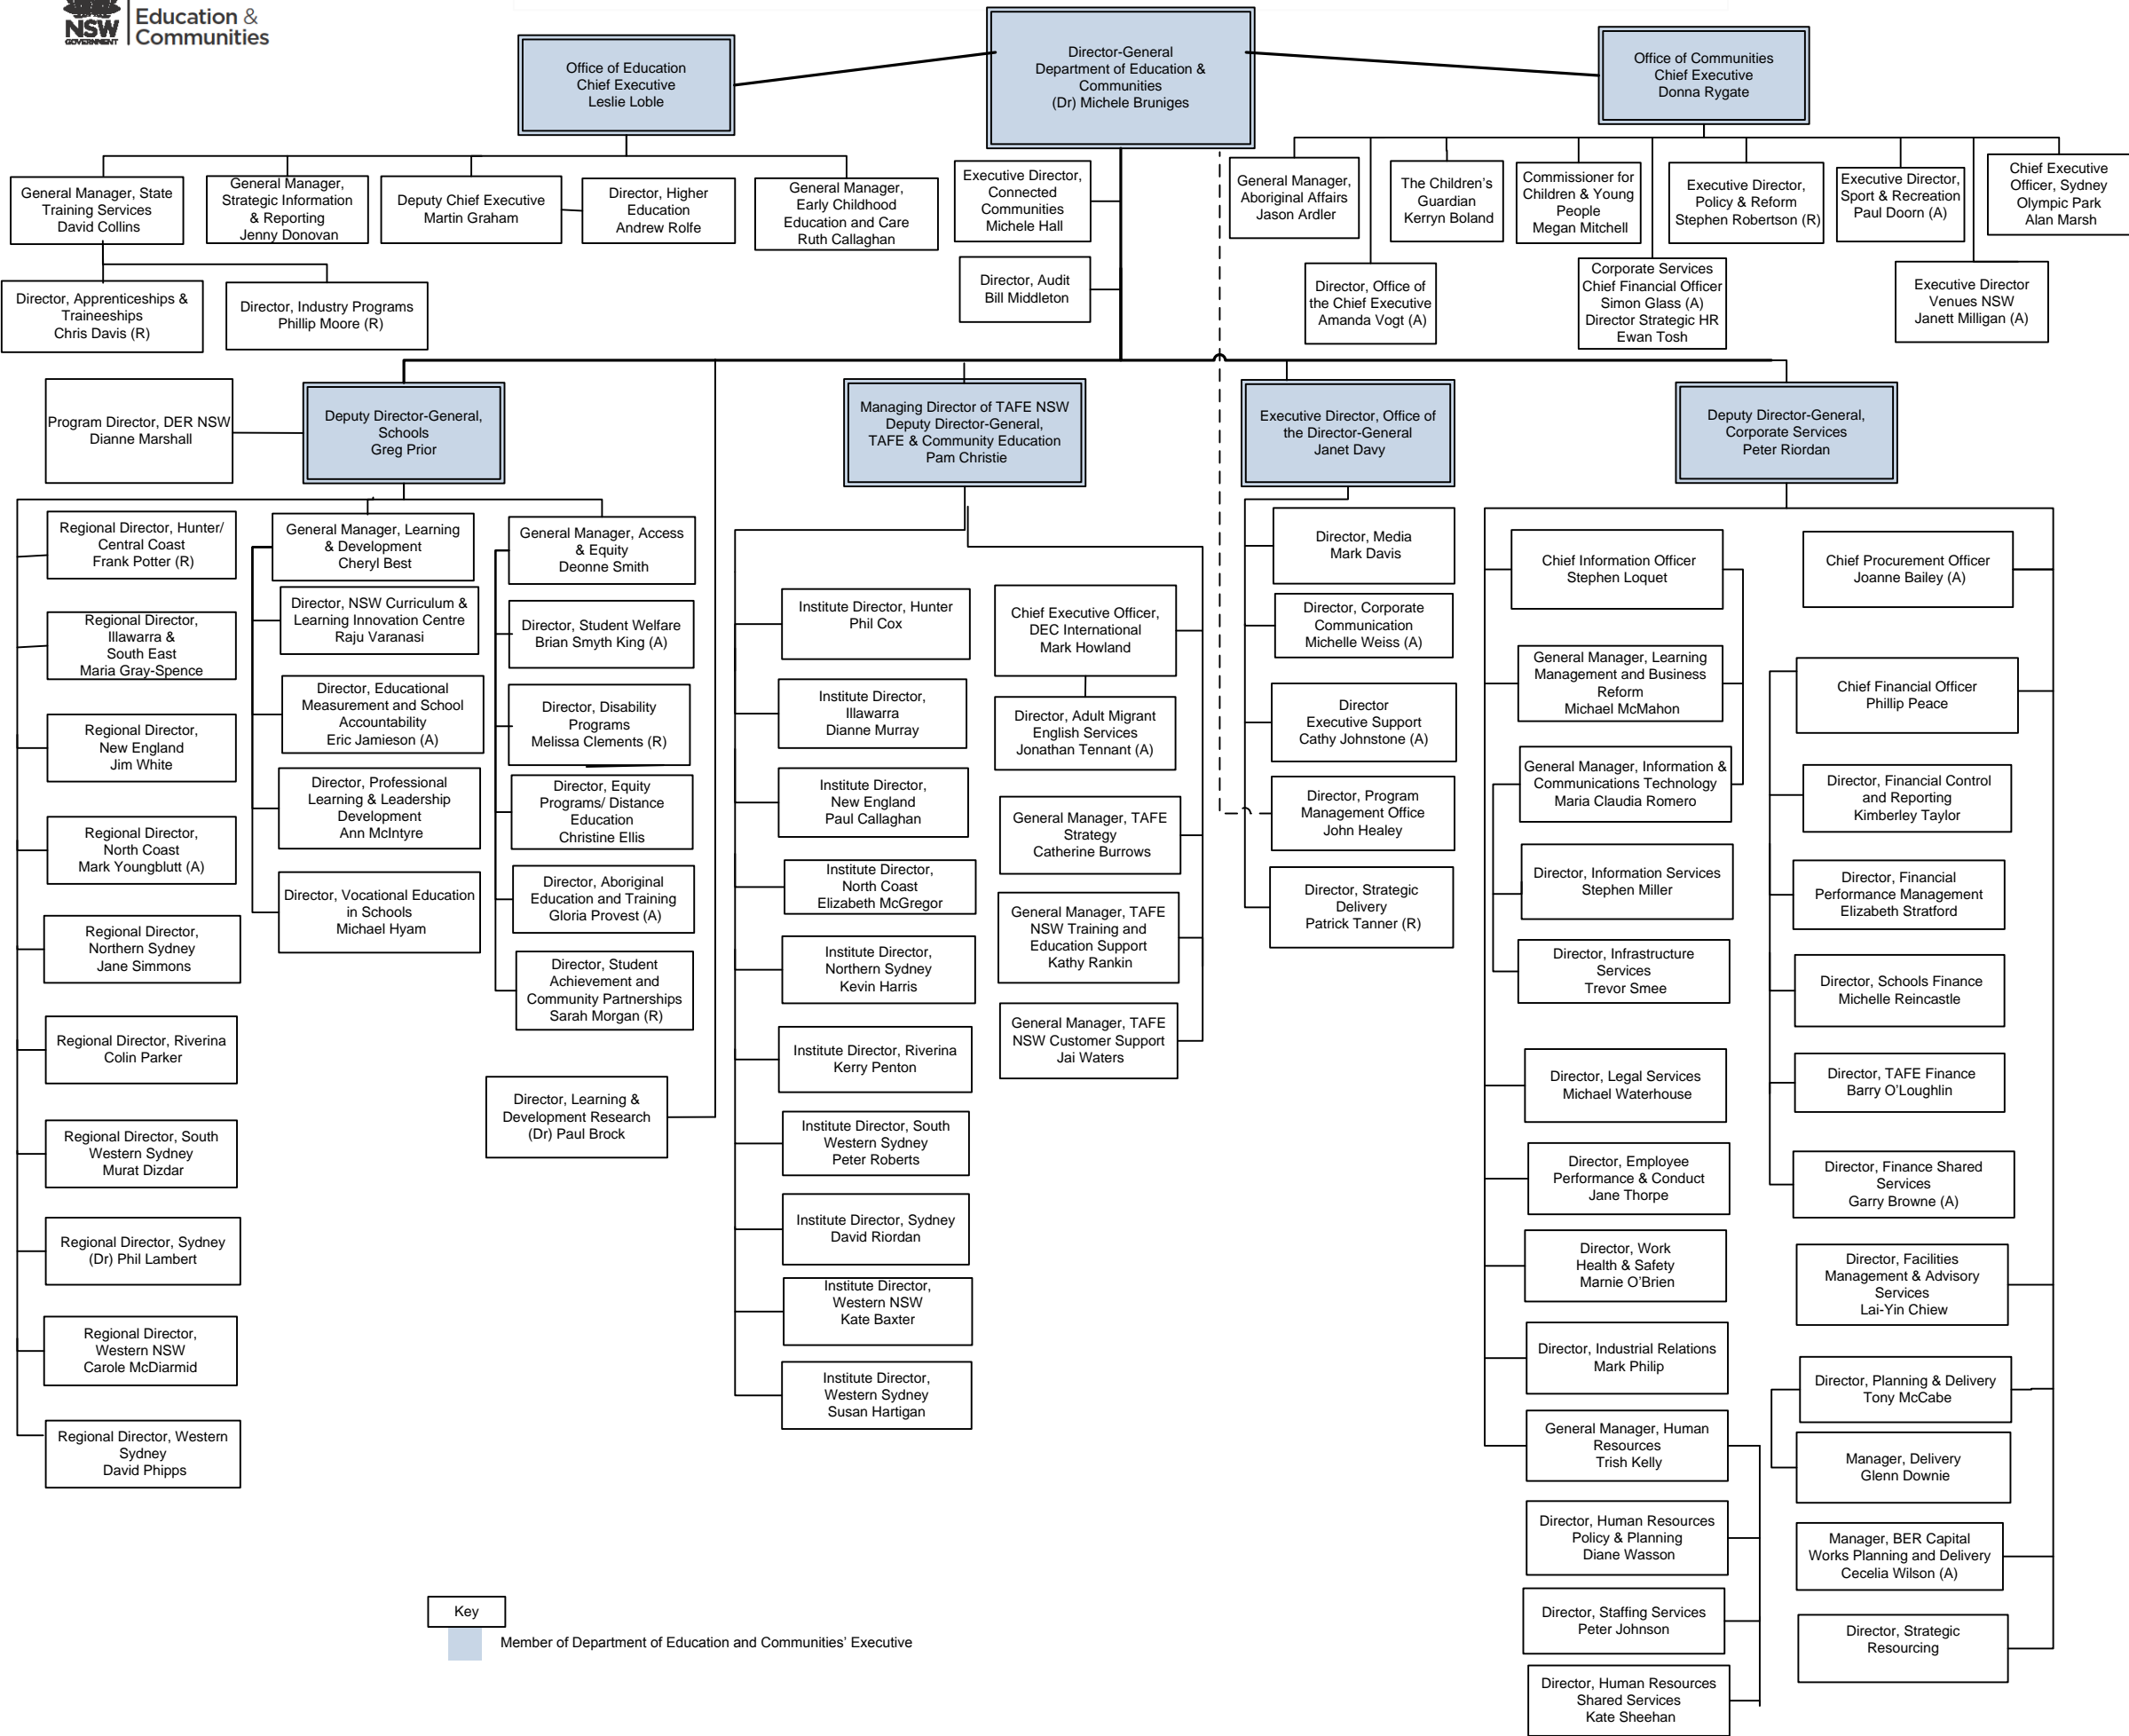 NSW
GOVERNMENT
Education &
Communities
Director-General
Department of Education &
Communities
(Dr) Michele Bruniges
Office of Education
Chief Executive
Leslie Loble
Office of Communities
Chief Executive
Donna Rygate
General Manager, State
Training Services
David Collins
General Manager,
Strategic Information
& Reporting
Jenny Donovan
Deputy Chief Executive
Martin Graham
Director, Higher
Education
Andrew Rolfe
General Manager,
Early Childhood
Education and Care
Ruth Callaghan
Executive Director,
Connected
Communities
Michele Hall
General Manager,
Aboriginal Affairs
Jason Ardler
The Children's
Guardian
Kerryn Boland
Commissioner for
Children & Young
People
Megan Mitchell
Executive Director,
Policy & Reform
Stephen Robertson (R)
Executive Director,
Sport & Recreation
Paul Doorn (A)
Chief Executive
Officer, Sydney
Olympic Park
Alan Marsh
Director, Apprenticeships &
Traineeships
Chris Davis (R)
Director, Industry Programs
Phillip Moore (R)
Director, Audit
Bill Middleton
Director, Office of
the Chief Executive
Amanda Vogt (A)
Corporate Services
Chief Financial Officer
Simon Glass (A)
Director Strategic HR
Ewan Tosh
Executive Director
Venues NSW
Janett Milligan (A)
Program Director, DER NSW
Dianne Marshall
Deputy Director-General,
Schools
Greg Prior
Managing Director of TAFE NSW
Deputy Director-General,
TAFE & Community Education
Pam Christie
Executive Director, Office of
the Director-General
Janet Davy
Deputy Director-General,
Corporate Services
Peter Riordan
Regional Director, Hunter/
Central Coast
Frank Potter (R)
Regional Director,
Illawarra &
South East
Maria Gray-Spence
Regional Director,
New England
Jim White
Regional Director,
North Coast
Mark Youngblutt (A)
Regional Director,
Northern Sydney
Jane Simmons
Regional Director, Riverina
Colin Parker
Regional Director, South
Western Sydney
Murat Dizdar
Regional Director, Sydney
(Dr) Phil Lambert
Regional Director,
Western NSW
Carole McDiarmid
Regional Director, Western
Sydney
David Phipps
General Manager, Learning
& Development
Cheryl Best
Director, NSW Curriculum &
Learning Innovation Centre
Raju Varanasi
Director, Educational
Measurement and School
Accountability
Eric Jamieson (A)
Director, Professional
Learning & Leadership
Development
Ann McIntyre
Director, Vocational Education
in Schools
Michael Hyam
General Manager, Access
& Equity
Deonne Smith
Director, Student Welfare
Brian Smyth King (A)
Director, Disability
Programs
Melissa Clements (R)
Director, Equity
Programs/ Distance
Education
Christine Ellis
Director, Aboriginal
Education and Training
Gloria Provest (A)
Director, Student
Achievement and
Community Partnerships
Sarah Morgan (R)
Director, Learning &
Development Research
(Dr) Paul Brock
Institute Director, Hunter
Phil Cox
Institute Director,
Illawarra
Dianne Murray
Institute Director,
New England
Paul Callaghan
Institute Director,
North Coast
Elizabeth McGregor
Institute Director,
Northern Sydney
Kevin Harris
Institute Director, Riverina
Kerry Penton
Institute Director, South
Western Sydney
Peter Roberts
Institute Director, Sydney
David Riordan
Institute Director,
Western NSW
Kate Baxter
Institute Director,
Western Sydney
Susan Hartigan
Chief Executive Officer,
DEC International
Mark Howland
Director, Adult Migrant
English Services
Jonathan Tennant (A)
General Manager, TAFE
Strategy
Catherine Burrows
General Manager, TAFE
NSW Training and
Education Support
Kathy Rankin
General Manager, TAFE
NSW Customer Support
Jai Waters
Director, Media
Mark Davis
Director, Corporate
Communication
Michelle Weiss (A)
Director
Executive Support
Cathy Johnstone (A)
Director, Program
Management Office
John Healey
Director, Strategic
Delivery
Patrick Tanner (R)
Chief Information Officer
Stephen Loquet
General Manager, Learning
Management and Business
Reform
Michael McMahon
General Manager, Information &
Communications Technology
Maria Claudia Romero
Director, Information Services
Stephen Miller
Director, Infrastructure
Services
Trevor Smee
Director, Legal Services
Michael Waterhouse
Director, Employee
Performance & Conduct
Jane Thorpe
Director, Work
Health & Safety
Marnie O'Brien
Director, Industrial Relations
Mark Philip
General Manager, Human
Resources
Trish Kelly
Director, Human Resources
Policy & Planning
Diane Wasson
Director, Staffing Services
Peter Johnson
Director, Human Resources
Shared Services
Kate Sheehan
Chief Procurement Officer
Joanne Bailey (A)
Chief Financial Officer
Phillip Peace
Director, Financial Control
and Reporting
Kimberley Taylor
Director, Financial
Performance Management
Elizabeth Stratford
Director, Schools Finance
Michelle Reincastle
Director, TAFE Finance
Barry O'Loughlin
Director, Finance Shared
Services
Garry Browne (A)
Director, Facilities
Management & Advisory
Services
Lai-Yin Chiew
Director, Planning & Delivery
Tony McCabe
Manager, Delivery
Glenn Downie
Manager, BER Capital
Works Planning and Delivery
Cecelia Wilson (A)
Director, Strategic
Resourcing
Key
Member of Department of Education and Communities' Executive